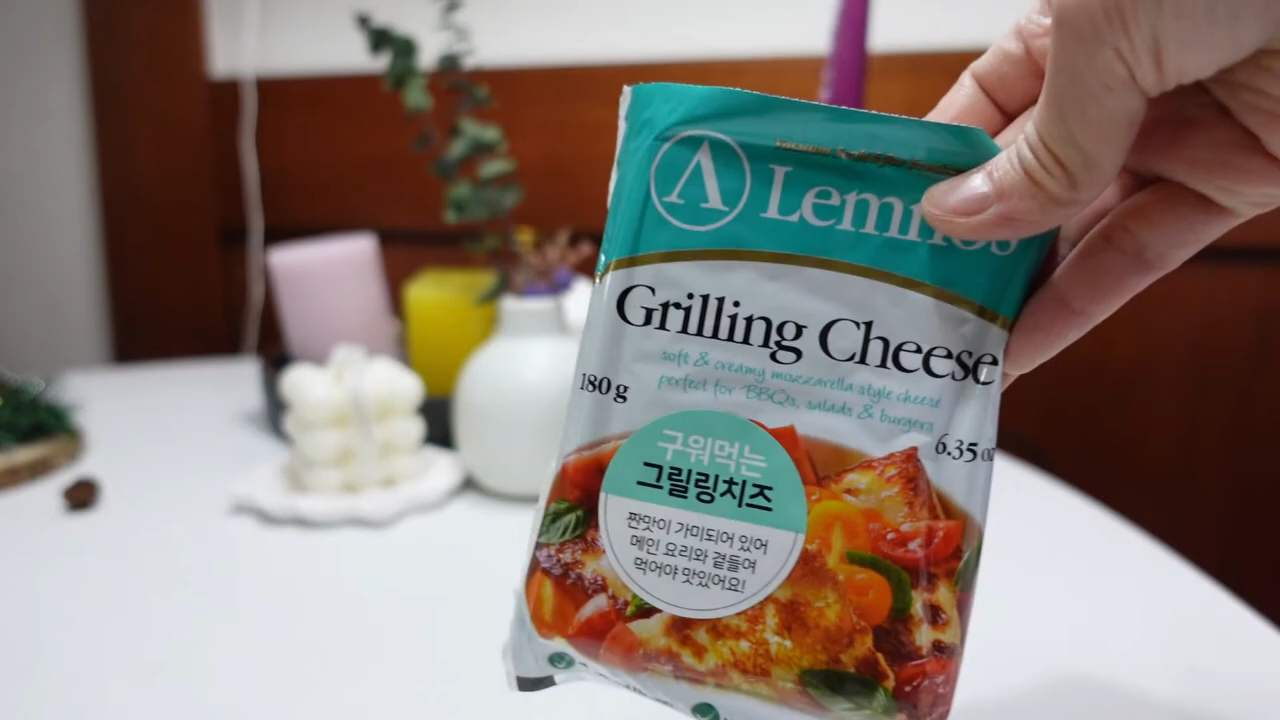 Vacuum
Λ Lemnos
Grilling Cheese
soft & creamy mozzarella style cheese
perfect for BBQs, salads & burgers
180 g
6.35 oz
구워먹는
그릴링치즈
짠맛이 가미되어 있어
메인 요리와 곁들여
먹어야 맛있어요!